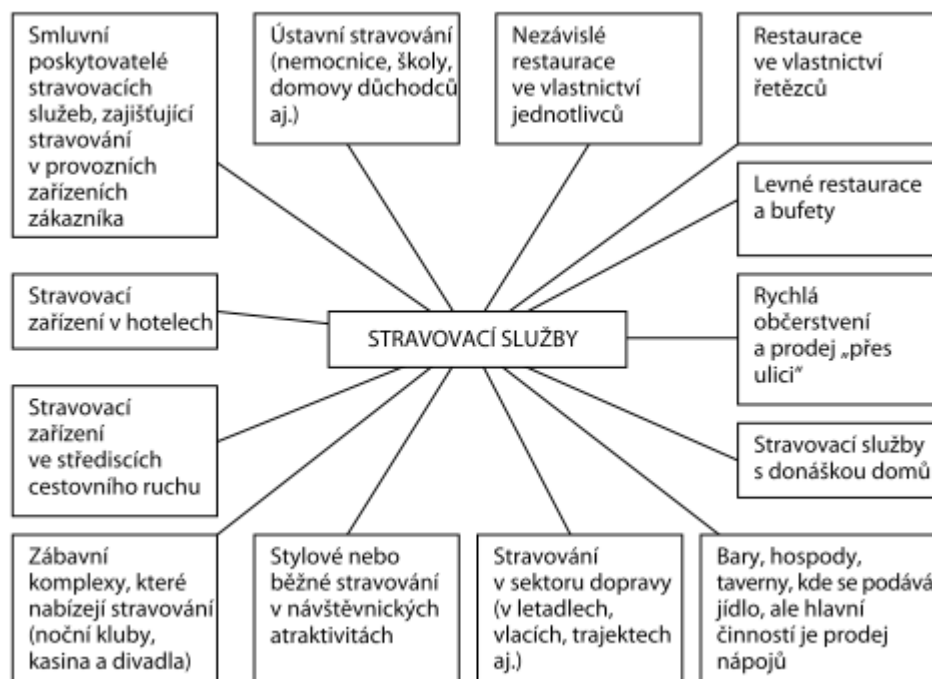 Smluvní
poskytovatelé
stravovacích
služeb, zajišťující
stravování
v provozních
zařízeních
zákazníka
Ústavní stravování
(nemocnice, školy,
domovy důchodců
aj.)
Nezávislé
restaurace
ve vlastnictví
jednotlivců
Restaurace
ve vlastnictví
řetězců
Levné restaurace
a bufety
Stravovací
zařízení v hotelech
STRAVOVACÍ SLUŽBY
Rychlá
občerstvení
a prodej „přes
ulici“
Stravovací
zařízení
ve střediscích
cestovního ruchu
Stravovací služby
s donáškou domů
Zábavní
komplexy, které
nabízejí stravování
(noční kluby,
kasina a divadla)
Stylové nebo
běžné stravování
v návštěvnických
atraktivitách
Stravování
v sektoru dopravy
(v letadlech,
vlacích, trajektech
aj.)
Bary, hospody,
taverny, kde se podává
jídlo, ale hlavní
činností je prodej
nápojů